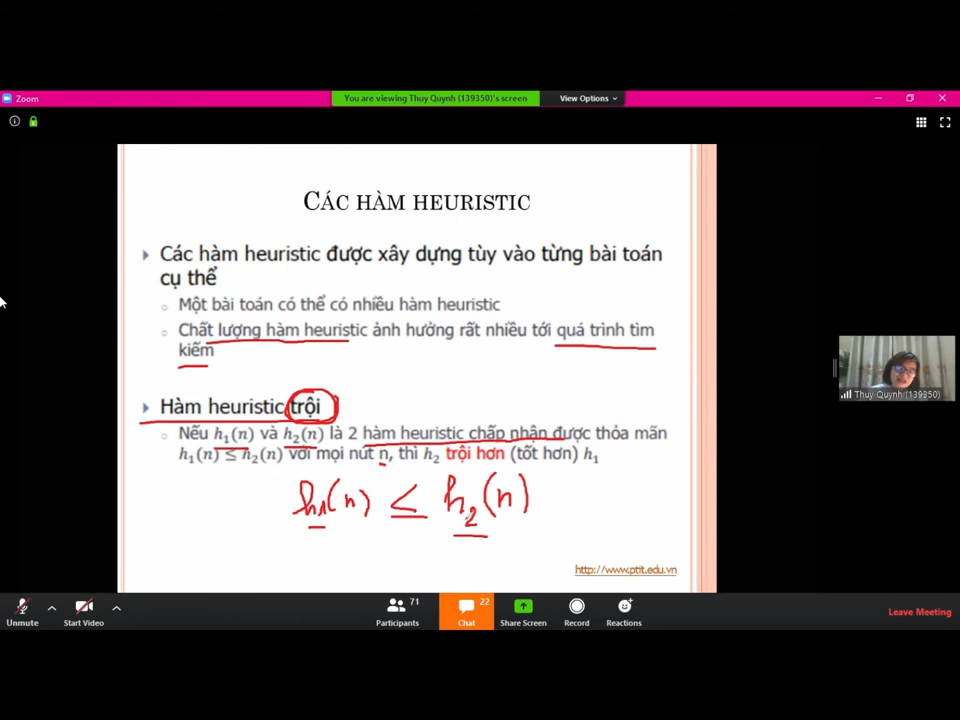 Zoom
You are viewing Thuy Quynh (139350)'s screen
View Options
CÁC HÀM HEURISTIC
Các hàm heuristic được xây dựng tùy vào từng bài toán
cụ thể
Một bài toán có thể có nhiều hàm heuristic
Chất lượng hàm heuristic ảnh hưởng rất nhiều tới quá trình tìm
kiếm
Hàm heuristic trội
Nếu h₁(n) và h₂(n) là 2 hàm heuristic chấp nhận được thỏa mãn
h₁(n) ≤ h₂(n) với mọi nút n, thì h₂ trội hơn (tốt hơn) h₁
h1(n) ≤ h2(n)
http://www.ptit.edu.vn
Thuy Quynh (139350)
Unmute
Start Video
71
Participants
22
Chat
Share Screen
Record
Reactions
Leave Meeting